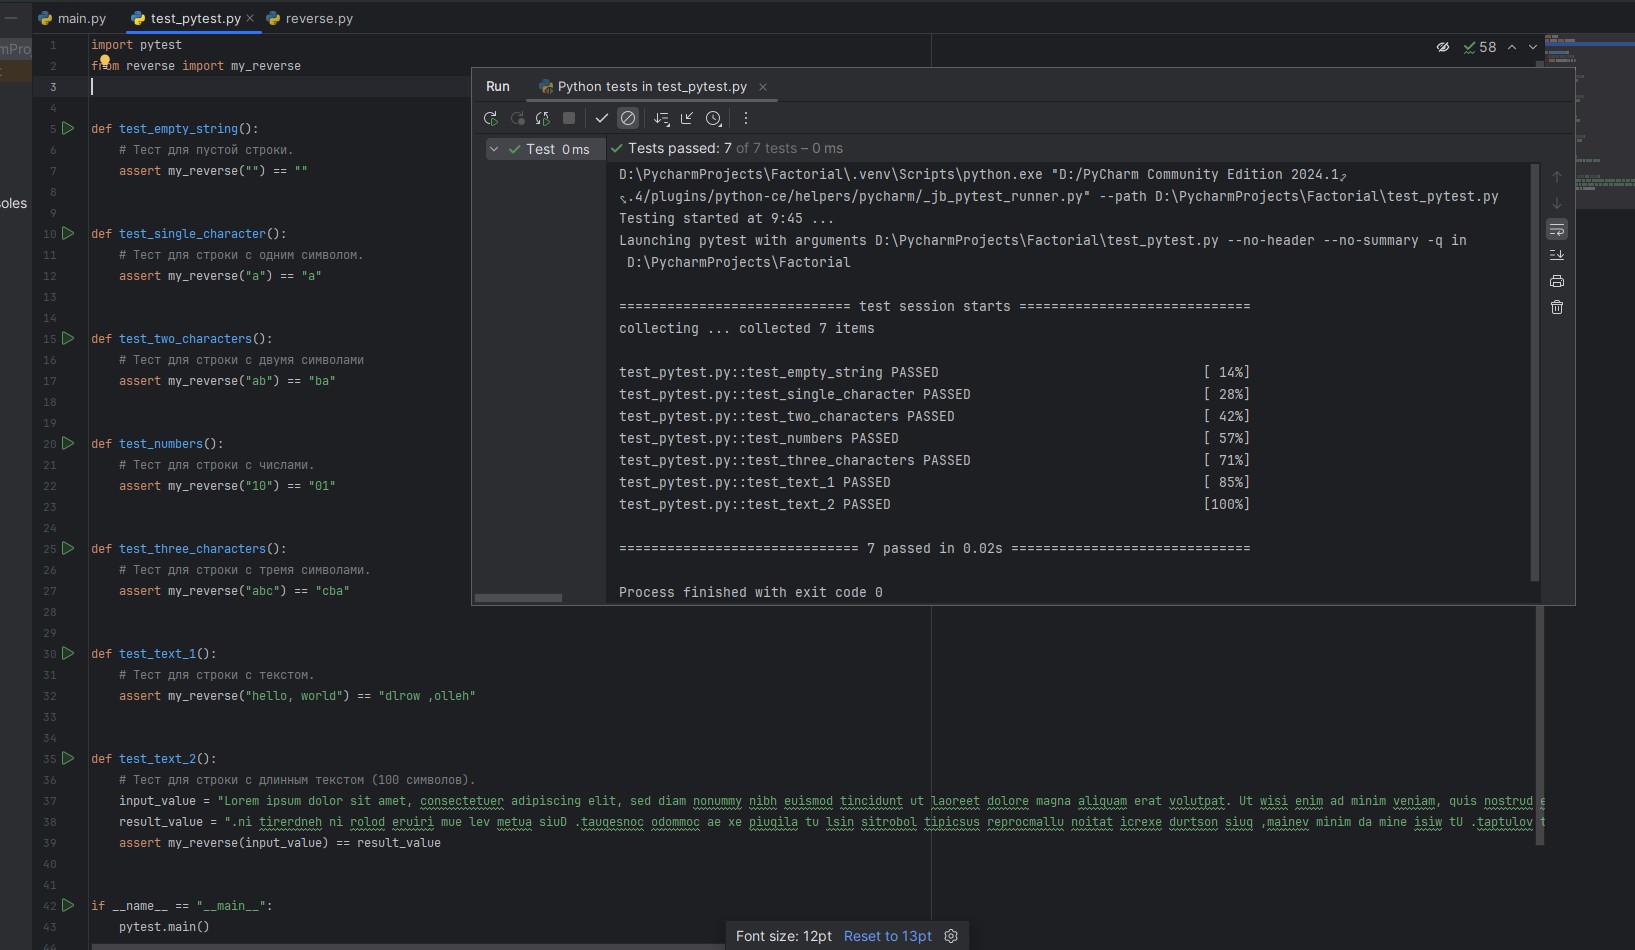 main.py test_pytest.py reverse.py
mPro
oles
58
1 import pytest
2 from reverse import my_reverse
3
4
5 def test_empty_string():
6 # Тест для пустой строки.
7 assert my_reverse("") == ""
8
9
10 def test_single_character():
11 # Тест для строки с одним символом.
12 assert my_reverse("a") == "a"
13
14
15 def test_two_characters():
16 # Тест для строки с двумя символами
17 assert my_reverse("ab") == "ba"
18
19
20 def test_numbers():
21 # Тест для строки с числами.
22 assert my_reverse("10") == "01"
23
24
25 def test_three_characters():
26 # Тест для строки с тремя символами.
27 assert my_reverse("abc") == "cba"
28
29
30 def test_text_1():
31 # Тест для строки с текстом.
32 assert my_reverse("hello, world") == "dlrow ,olleh"
33
34
35 def test_text_2():
36 # Тест для строки с длинным текстом (100 символов).
37 input_value = "Lorem ipsum dolor sit amet, consectetuer adipiscing elit, sed diam nonummy nibh euismod tincidunt ut laoreet dolore magna aliquam erat volutpat. Ut wisi enim ad minim veniam, quis nostrud e
38 result_value = ".ni tirerdneh ni rolod eruiri mue lev metua siuD .tauqesnoc odommoc ae xe piuqila tu lsin sitrobol tipicsus reprocmallu noitat icrexe durtson siuq ,mainev minim da mine isiw tU .taptulov t
39 assert my_reverse(input_value) == result_value
40
41
42 if __name__ == "__main__":
43 pytest.main()
44
Run Python tests in test_pytest.py
Test 0 ms
Tests passed: 7 of 7 tests – 0 ms
D:\PycharmProjects\Factorial\.venv\Scripts\python.exe "D:/PyCharm Community Edition 2024.1
.4/plugins/python-ce/helpers/pycharm/_jb_pytest_runner.py" --path D:\PycharmProjects\Factorial\test_pytest.py
Testing started at 9:45 ...
Launching pytest with arguments D:\PycharmProjects\Factorial\test_pytest.py --no-header --no-summary -q in
D:\PycharmProjects\Factorial
============================= test session starts =============================
collecting ... collected 7 items
test_pytest.py::test_empty_string PASSED [ 14%]
test_pytest.py::test_single_character PASSED [ 28%]
test_pytest.py::test_two_characters PASSED [ 42%]
test_pytest.py::test_numbers PASSED [ 57%]
test_pytest.py::test_three_characters PASSED [ 71%]
test_pytest.py::test_text_1 PASSED [ 85%]
test_pytest.py::test_text_2 PASSED [100%]
============================== 7 passed in 0.02s ==============================
Process finished with exit code 0
Font size: 12pt Reset to 13pt